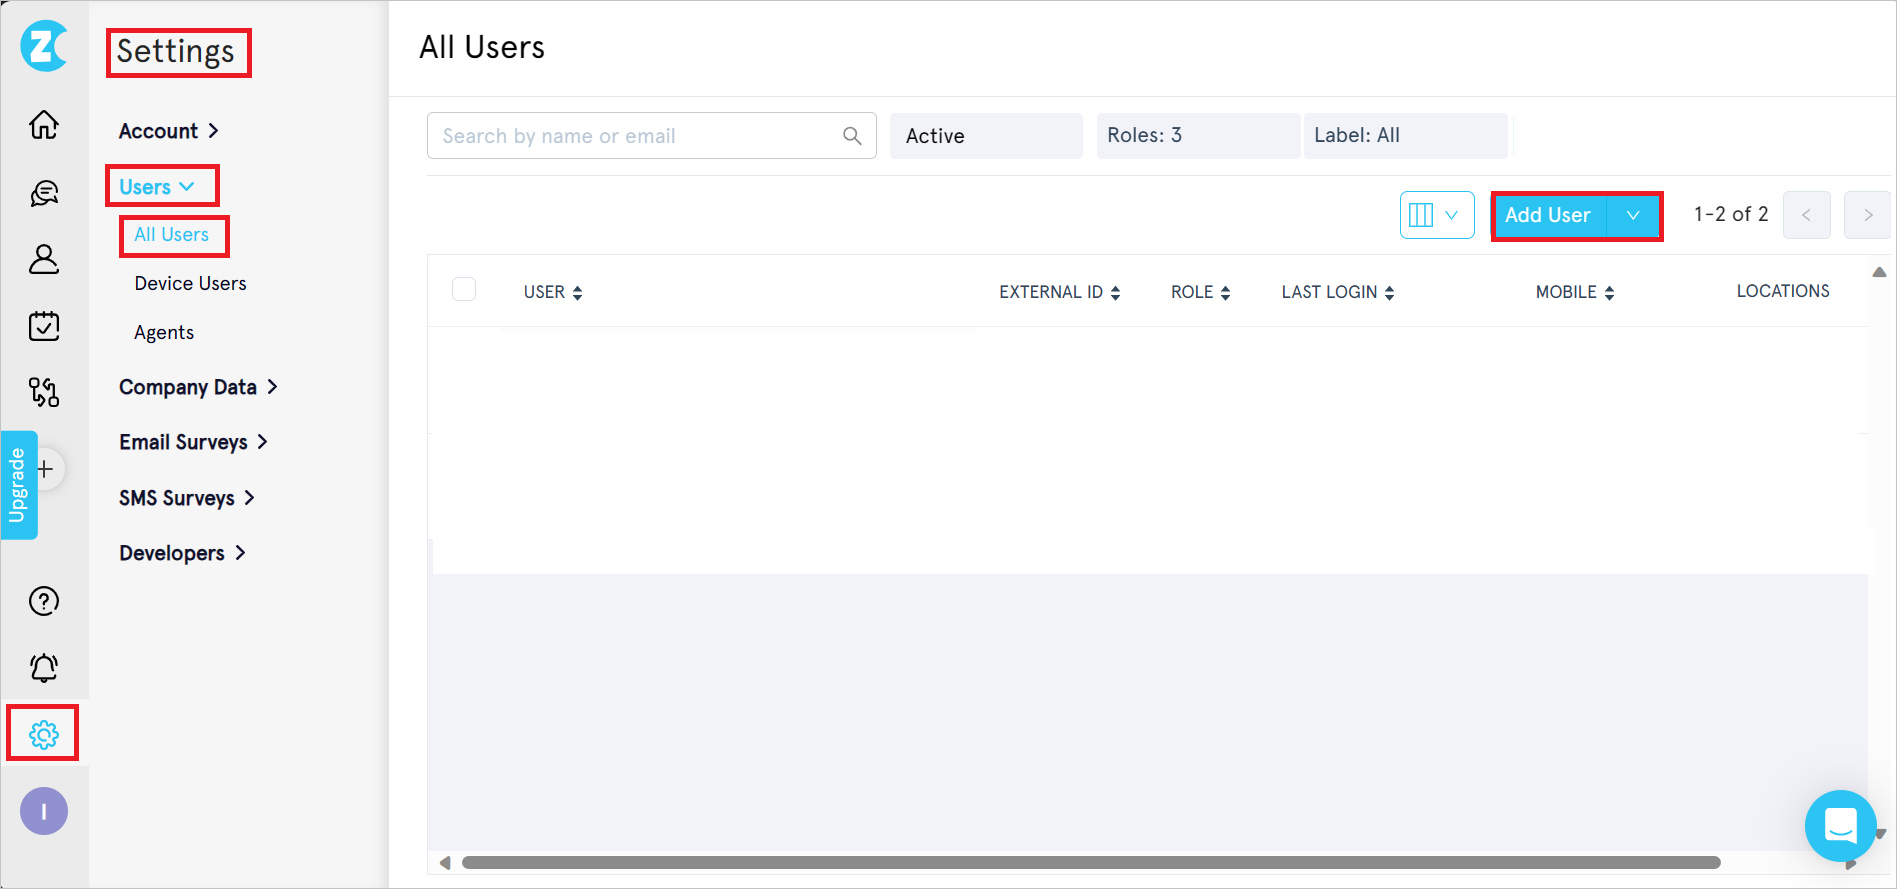 Z
Settings
Account
Users
All Users
Device Users
Agents
Company Data
Email Surveys
SMS Surveys
Developers
Upgrade
I
All Users
Search by name or email
Active
Roles: 3
Label: All
Add User
1-2 of 2
USER
EXTERNAL ID
ROLE
LAST LOGIN
MOBILE
LOCATIONS